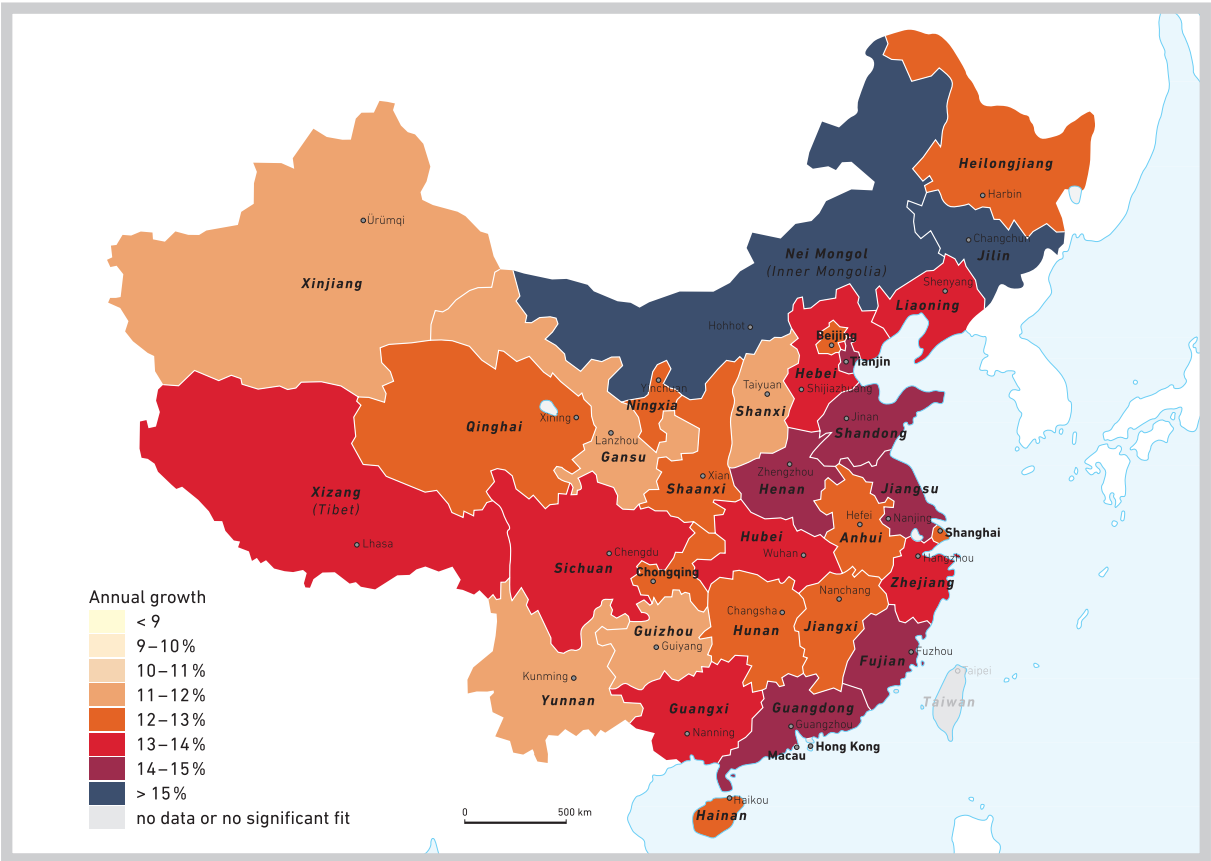 Heilongjiang
Harbin
Ürümqi
Changchun
Nei Mongol
Jilin
(Inner Mongolia)
Xinjiang
Shenyang
Liaoning
Hohhot
Beijing
Tianjin
Hebei
Yinchuan
Taiyuan
Shijiazhuang
Ningxia
Shanxi
Xining
Jinan
Qinghai
Shandong
Lanzhou
Gansu
Zhengzhou
Xian
Shaanxi
Henan
Jiangsu
Xizang
(Tibet)
Hefei
Nanjing
Shanghai
Hubei
Anhui
Lhasa
Chengdu
Wuhan
Hangzhou
Sichuan
Chongqing
Zhejiang
Nanchang
Changsha
Jiangxi
Guizhou
Hunan
Guiyang
Fuzhou
Fujian
Taipei
Kunming
Yunnan
Taiwan
Guangxi
Guangdong
Guangzhou
Nanning
Hong Kong
Macau
Haikou
Hainan
Annual growth
< 9
9–10%
10–11%
11–12%
12–13%
13–14%
14–15%
> 15%
no data or no significant fit
0 500 km